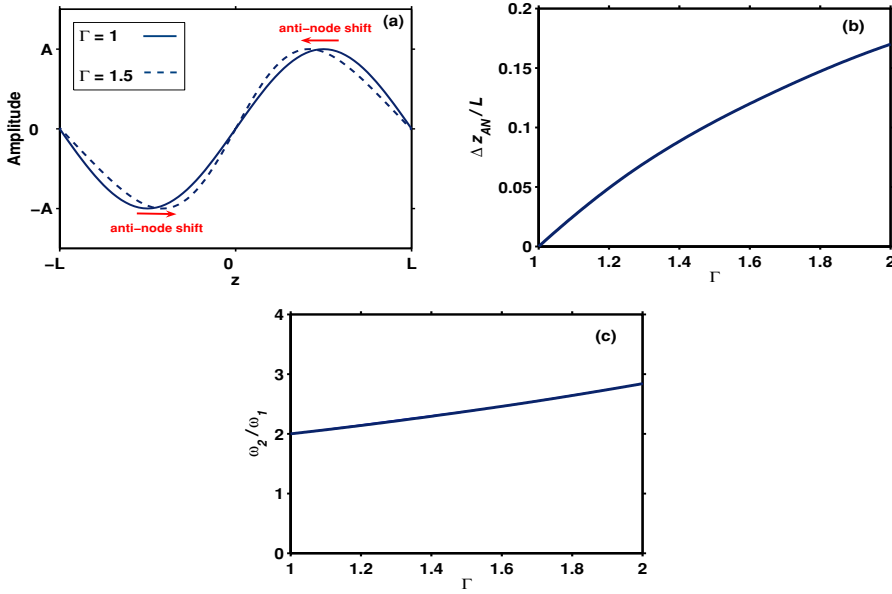 (a)
Γ = 1
Γ = 1.5
anti-node shift
anti-node shift
Amplitude
A
0
−A
−L
0
L
z
(b)
Δ z_AN / L
0.2
0.15
0.1
0.05
0
1
1.2
1.4
1.6
1.8
2
Γ
(c)
ω_2/ω_1
4
3
2
1
0
1
1.2
1.4
1.6
1.8
2
Γ